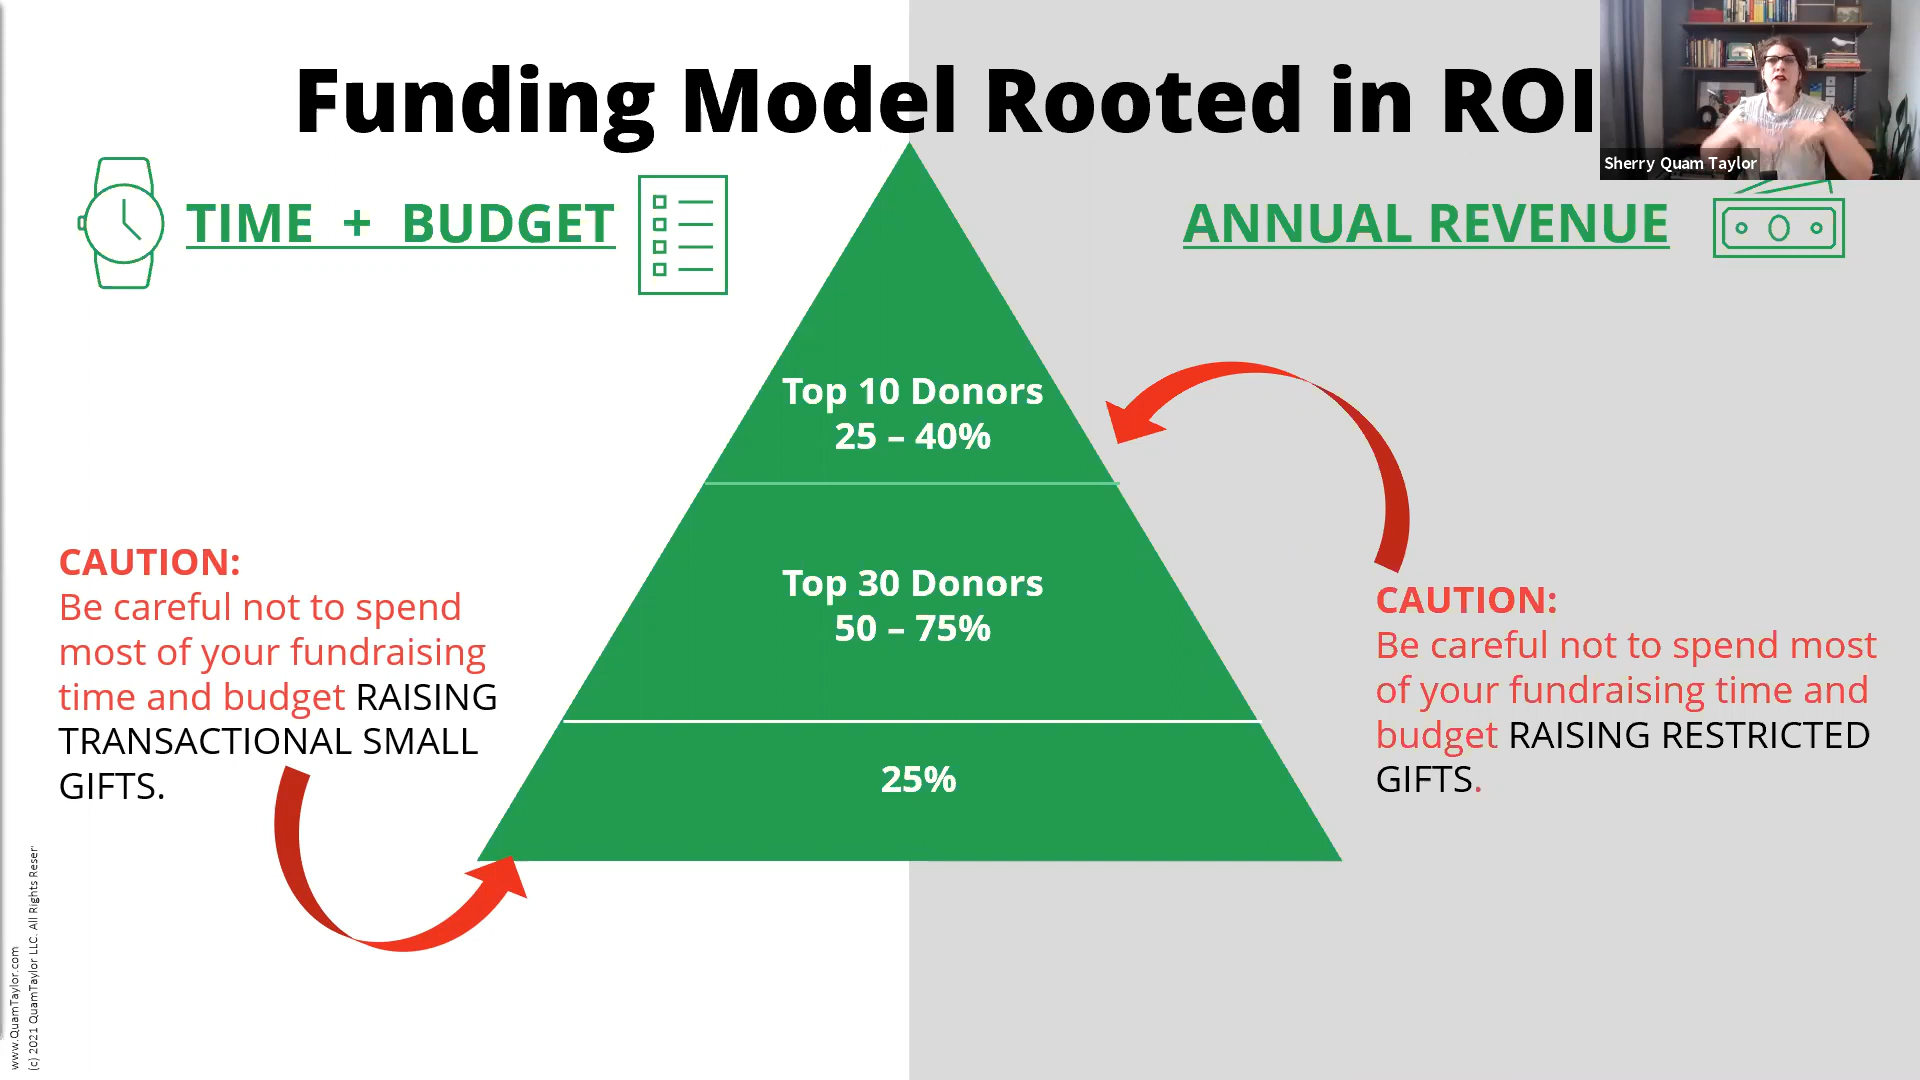 Funding Model Rooted in ROI
Sherry Quam Taylor
TIME + BUDGET
ANNUAL REVENUE
Top 10 Donors
25 – 40%
Top 30 Donors
50 – 75%
25%
CAUTION:
Be careful not to spend
most of your fundraising
time and budget RAISING
TRANSACTIONAL SMALL
GIFTS.
CAUTION:
Be careful not to spend most
of your fundraising time and
budget RAISING RESTRICTED
GIFTS.
www.QuamTaylor.com
(c) 2021 QuamTaylor LLC. All Rights Reser